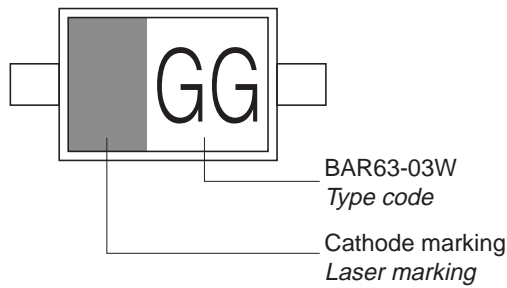 GG
BAR63-03W
Type code
Cathode marking
Laser marking